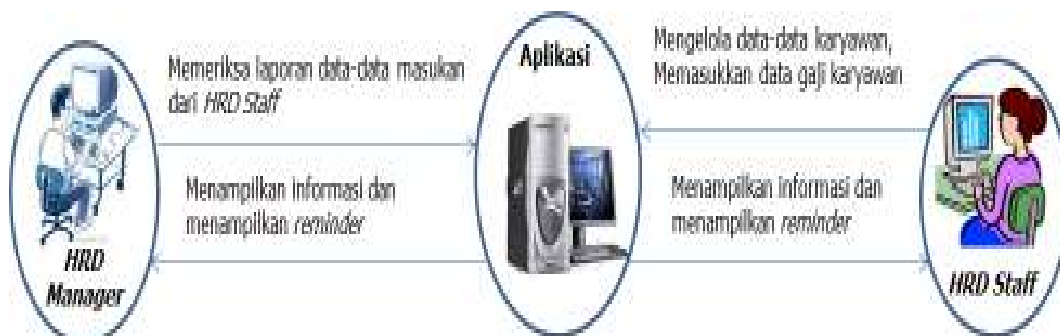 Memeriksa laporan data-data masukan
dari HRD Staff
Menampilkan informasi dan
menampilkan reminder
HRD
Manager
Aplikasi
Mengelola data-data karyawan,
Memasukkan data gaji karyawan
Menampilkan informasi dan
menampilkan reminder
HRD Staff